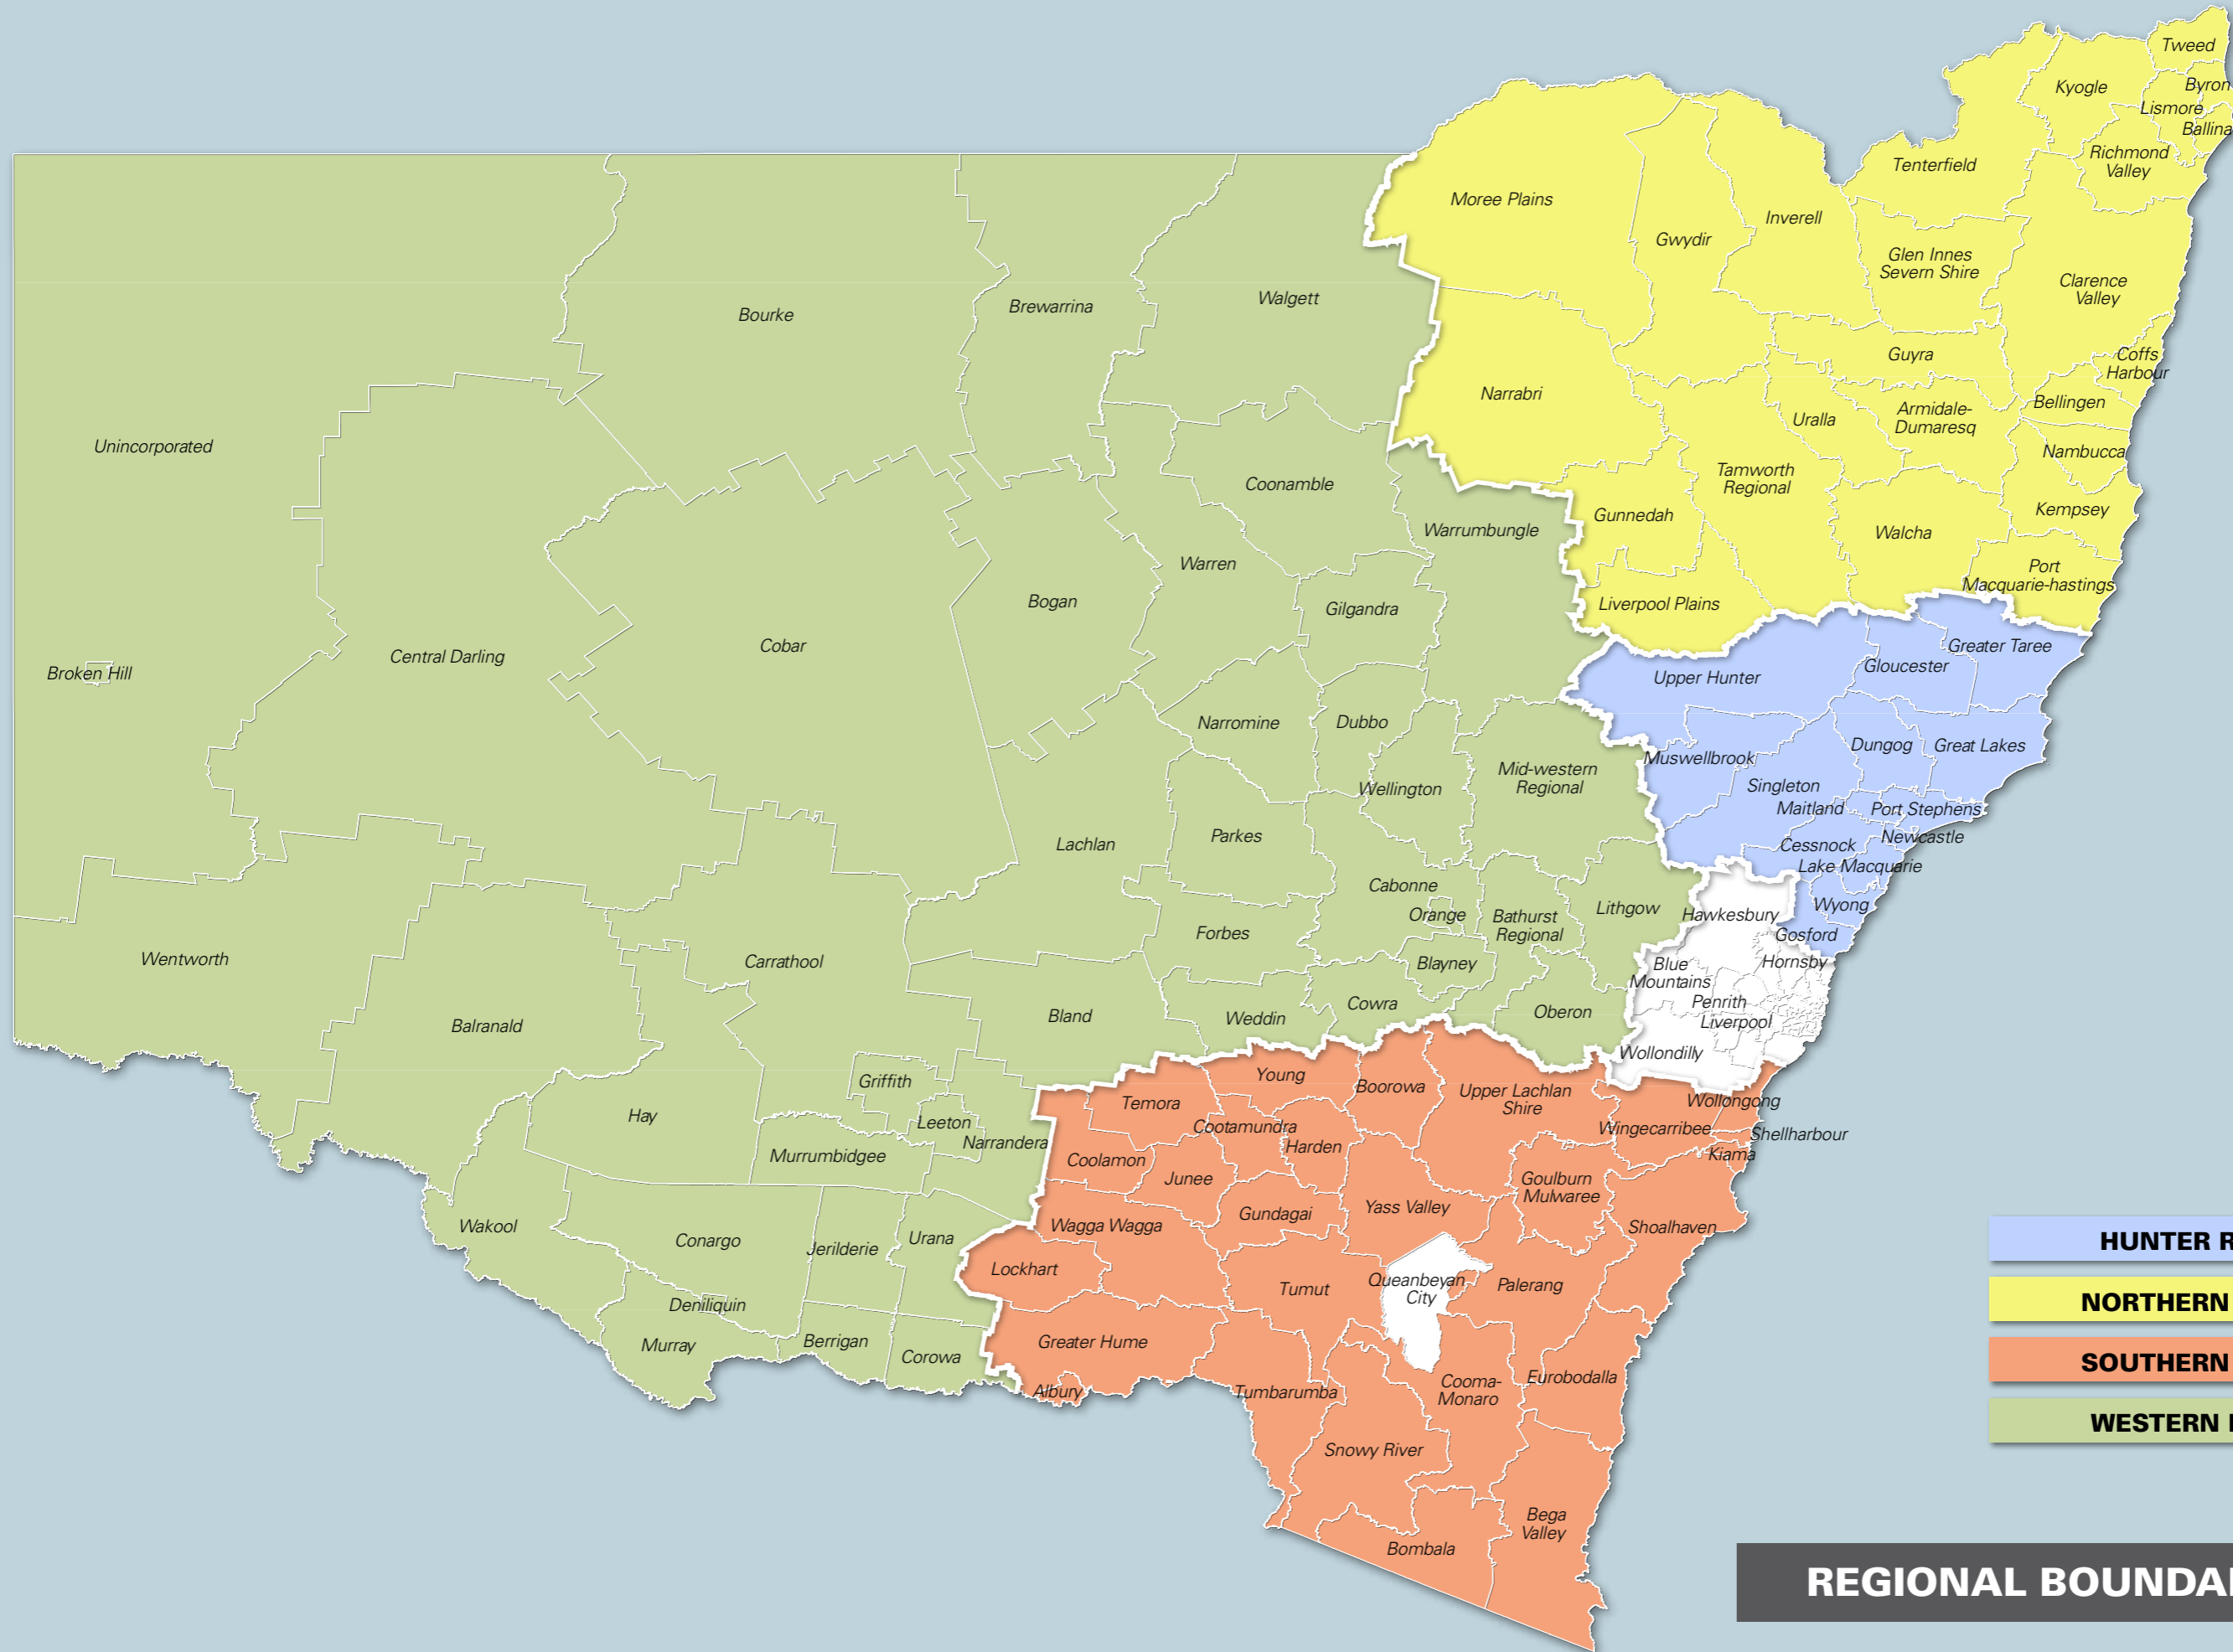 Tweed
Kyogle
Byron
Lismore
Ballina
Richmond
Valley
Tenterfield
Moree Plains
Inverell
Gwydir
Glen Innes
Severn Shire
Clarence
Valley
Walgett
Brewarrina
Bourke
Guyra
Coffs
Harbour
Narrabri
Bellingen
Armidale-
Dumaresq
Uralla
Unincorporated
Nambucca
Tamworth
Regional
Coonamble
Kempsey
Gunnedah
Warrumbungle
Walcha
Warren
Port
Macquarie-hastings
Bogan
Gilgandra
Liverpool Plains
Cobar
Greater Taree
Central Darling
Gloucester
Broken Hill
Upper Hunter
Narromine
Dubbo
Dungog
Great Lakes
Muswellbrook
Mid-western
Regional
Singleton
Wellington
Maitland
Port Stephens
Parkes
Newcastle
Lachlan
Cessnock
Lake Macquarie
Cabonne
Wyong
Lithgow
Orange
Bathurst
Regional
Hawkesbury
Forbes
Gosford
Wentworth
Carrathool
Blayney
Blue
Mountains
Hornsby
Cowra
Penrith
Oberon
Bland
Weddin
Liverpool
Balranald
Wollondilly
Young
Griffith
Boorowa
Upper Lachlan
Shire
Temora
Wollongong
Hay
Leeton
Cootamundra
Wingecarribee
Shellharbour
Narrandera
Harden
Murrumbidgee
Coolamon
Kiama
Junee
Goulburn
Mulwaree
Yass Valley
Gundagai
Wagga Wagga
Shoalhaven
Wakool
Urana
Conargo
Jerilderie
HUNTER R
Lockhart
Queanbeyan
City
Tumut
Palerang
NORTHERN
Deniliquin
Murray
Berrigan
Greater Hume
Corowa
SOUTHERN
Eurobodalla
Albury
Tumbarumba
Cooma-
Monaro
WESTERN
Snowy River
Bega
Valley
Bombala
REGIONAL BOUNDA